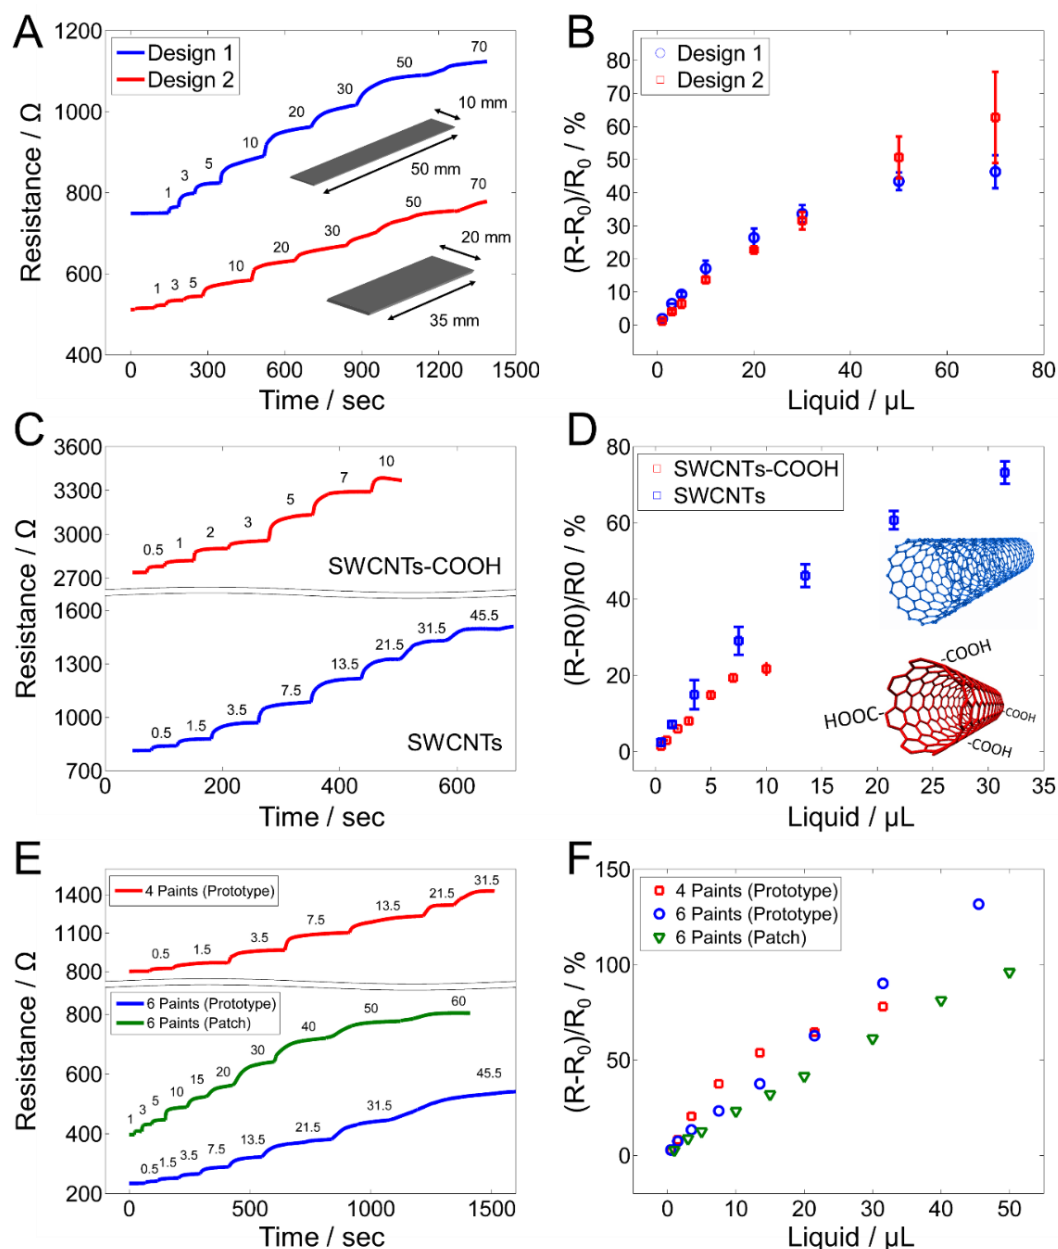 A
1200
1000
800
600
400
Resistance / Ω
Design 1
Design 2
1
3
5
10
20
30
50
70
10 mm
50 mm
1
3
5
10
20
30
50
70
20 mm
35 mm
0 300 600 900 1200 1500
Time / sec
B
80
70
60
50
40
30
20
10
0
(R-R0)/R0 / %
Design 1
Design 2
0 20 40 60 80
Liquid / µL
C
3600
3300
3000
2700
1600
1300
1000
700
Resistance / Ω
0.5
1
2
3
5
7
10
SWCNTs-COOH
0.5
1.5
3.5
7.5
13.5
21.5
31.5
45.5
SWCNTs
0 200 400 600
Time / sec
D
80
60
40
20
0
(R-R0)/R0 / %
SWCNTs-COOH
SWCNTs
-COOH
HOOC-
-COOH
-COOH
0 5 10 15 20 25 30 35
Liquid / µL
E
1400
1100
800
800
600
400
200
Resistance / Ω
4 Paints (Prototype)
0.5
1.5
3.5
7.5
13.5
21.5
31.5
6 Paints (Prototype)
6 Paints (Patch)
1
3
5
10
15
20
30
40
50
60
0.5
1.5
3.5
7.5
13.5
21.5
31.5
45.5
0 500 1000 1500
Time / sec
F
150
100
50
0
(R-R0)/R0 / %
4 Paints (Prototype)
6 Paints (Prototype)
6 Paints (Patch)
0 10 20 30 40 50
Liquid / µL